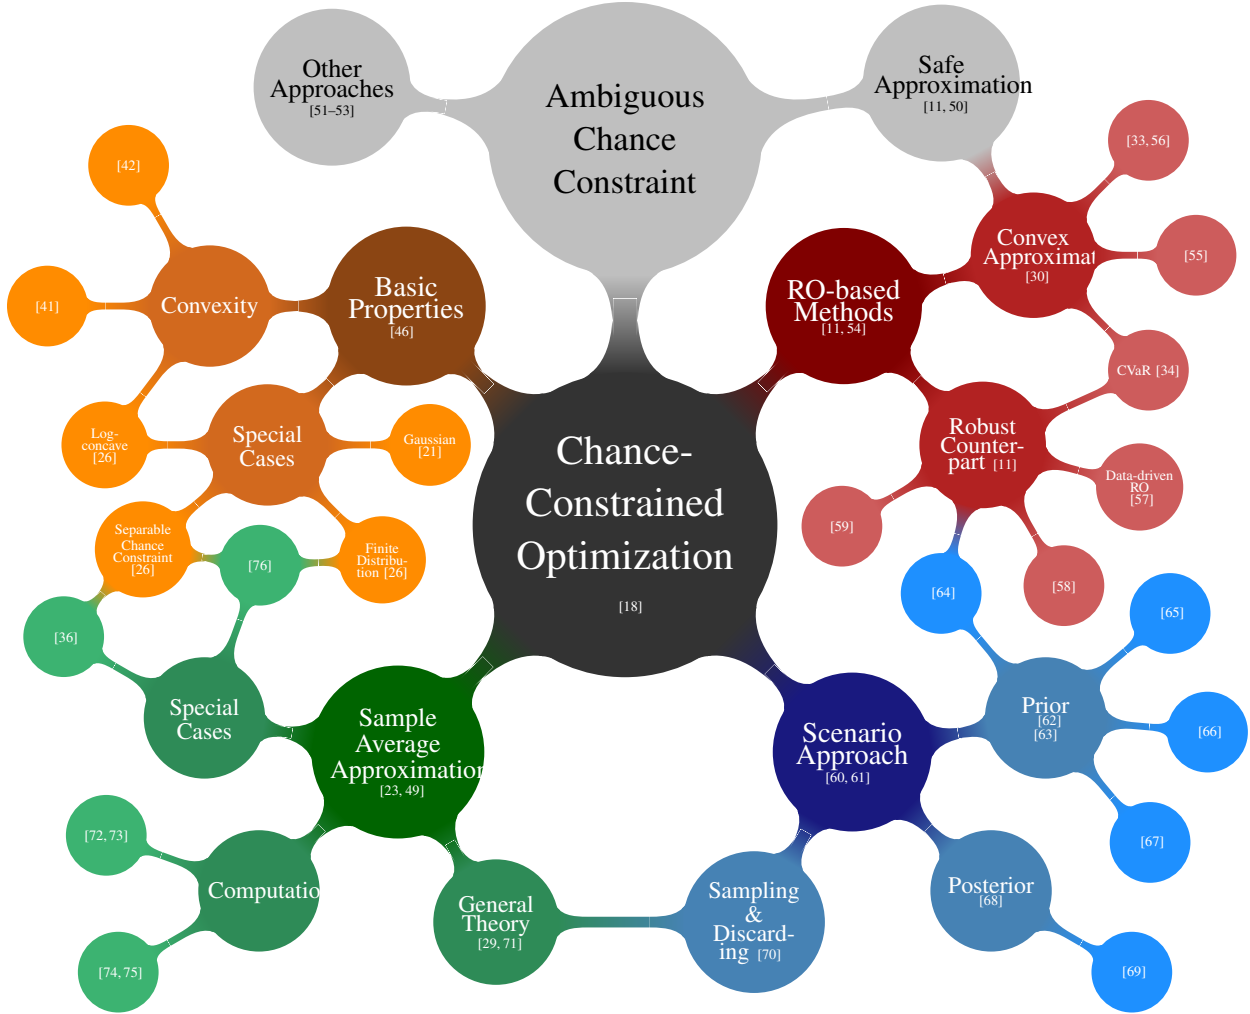 Other
Approaches
[51–53]
Ambiguous
Chance
Constraint
Safe
Approximation
[11, 50]
[42]
[41]
Convexity
Basic
Properties
[46]
Log-
concave
[26]
Special
Cases
Gaussian
[21]
Separable
Chance
Constraint
[26]
[76]
Finite
Distribu-
tion [26]
[36]
RO-based
Methods
[11, 54]
Convex
Approximat
[30]
[33, 56]
[55]
CVaR [34]
Robust
Counter-
part [11]
Data-driven
RO
[57]
[59]
[58]
Chance-
Constrained
Optimization
[18]
Special
Cases
Sample
Average
Approximation
[23, 49]
[72, 73]
Computatio
[74, 75]
General
Theory
[29, 71]
Sampling
&
Discard-
ing [70]
Scenario
Approach
[60, 61]
[64]
[65]
Prior
[62]
[63]
[66]
[67]
Posterior
[68]
[69]